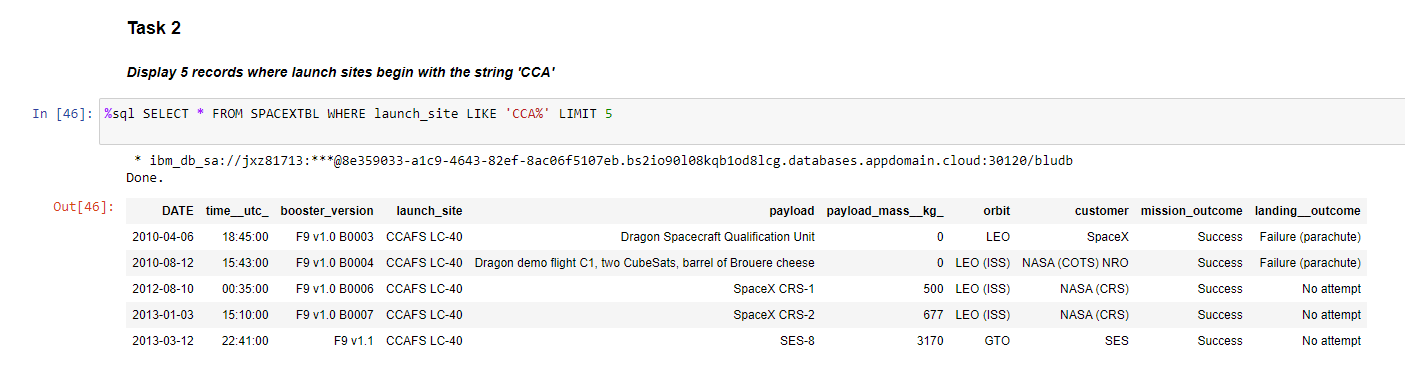 Task 2
Display 5 records where launch sites begin with the string 'CCA'
In [46]: %sql SELECT * FROM SPACEXTBL WHERE launch_site LIKE 'CCA%' LIMIT 5
* ibm_db_sa://jxz81713:***@8e359033-a1c9-4643-82ef-8ac06f5107eb.bs2io90l08kqb1od8lcg.databases.appdomain.cloud:30120/bludb
Done.
Out[46]:
DATE time__utc_ booster_version launch_site payload payload_mass__kg_ orbit customer mission_outcome landing__outcome
2010-04-06 18:45:00 F9 v1.0 B0003 CCAFS LC-40 Dragon Spacecraft Qualification Unit 0 LEO SpaceX Success Failure (parachute)
2010-08-12 15:43:00 F9 v1.0 B0004 CCAFS LC-40 Dragon demo flight C1, two CubeSats, barrel of Brouere cheese 0 LEO (ISS) NASA (COTS) NRO Success Failure (parachute)
2012-08-10 00:35:00 F9 v1.0 B0006 CCAFS LC-40 SpaceX CRS-1 500 LEO (ISS) NASA (CRS) Success No attempt
2013-01-03 15:10:00 F9 v1.0 B0007 CCAFS LC-40 SpaceX CRS-2 677 LEO (ISS) NASA (CRS) Success No attempt
2013-03-12 22:41:00 F9 v1.1 CCAFS LC-40 SES-8 3170 GTO SES Success No attempt